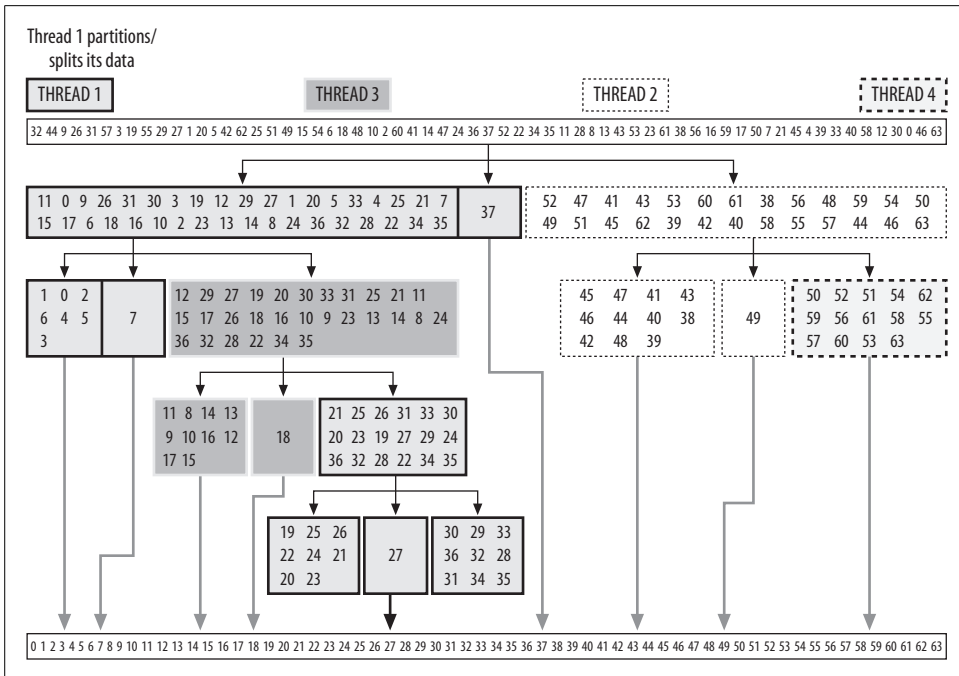 Thread 1 partitions/
splits its data
THREAD 1
THREAD 3
THREAD 2
THREAD 4
32 44 9 26 31 57 3 19 55 29 27 1 20 5 42 62 25 51 49 15 54 6 18 48 10 2 60 41 14 47 24 36 37 52 22 34 35 11 28 8 13 43 53 23 61 38 56 16 59 17 50 7 21 45 4 39 33 40 58 12 30 0 46 63
11 0 9 26 31 30 3 19 12 29 27 1 20 5 33 4 25 21 7
15 17 6 18 16 10 2 23 13 14 8 24 36 32 28 22 34 35
37
52 47 41 43 53 60 61 38 56 48 59 54 50
49 51 45 62 39 42 40 58 55 57 44 46 63
1 0 2
6 4 5
3
7
12 29 27 19 20 30 33 31 25 21 11
15 17 26 18 16 10 9 23 13 14 8 24
36 32 28 22 34 35
45 47 41 43
46 44 40 38
42 48 39
49
50 52 51 54 62
59 56 61 58 55
57 60 53 63
11 8 14 13
9 10 16 12
17 15
18
21 25 26 31 33 30
20 23 19 27 29 24
36 32 28 22 34 35
19 25 26
22 24 21
20 23
27
30 29 33
36 32 28
31 34 35
0 1 2 3 4 5 6 7 8 9 10 11 12 13 14 15 16 17 18 19 20 21 22 23 24 25 26 27 28 29 30 31 32 33 34 35 36 37 38 39 40 41 42 43 44 45 46 47 48 49 50 51 52 53 54 55 56 57 58 59 60 61 62 63